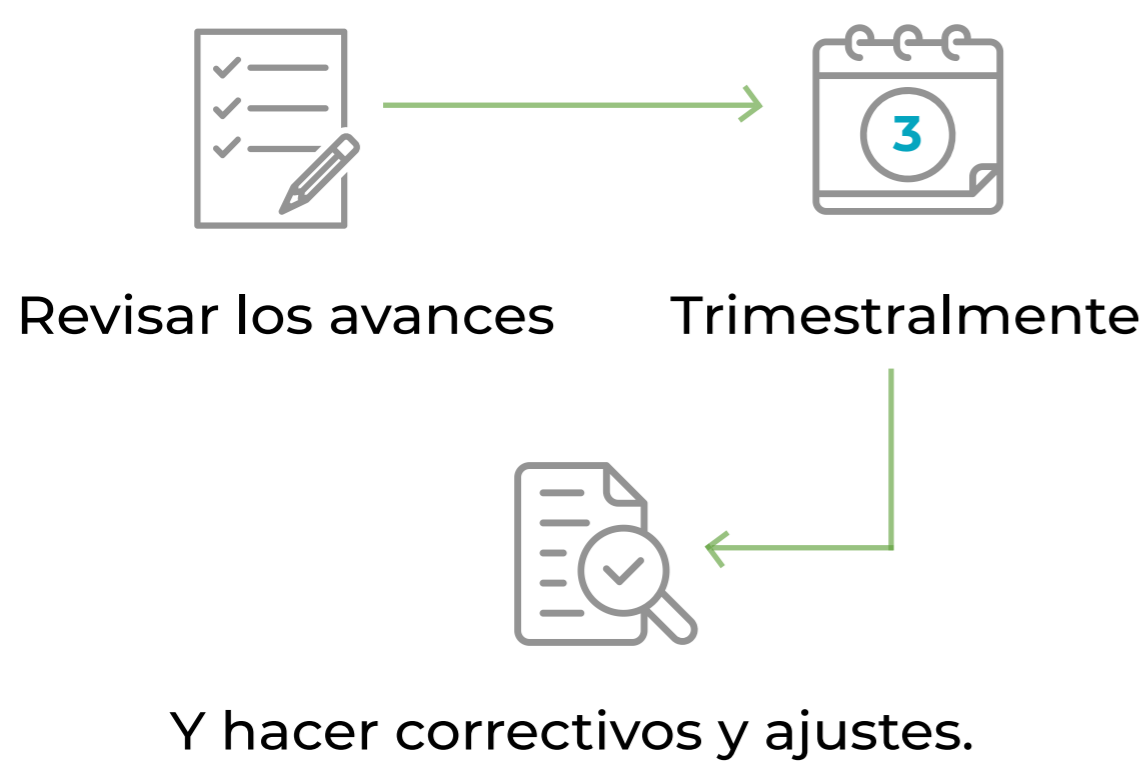 3
Revisar los avances
Trimestralmente
Y hacer correctivos y ajustes.